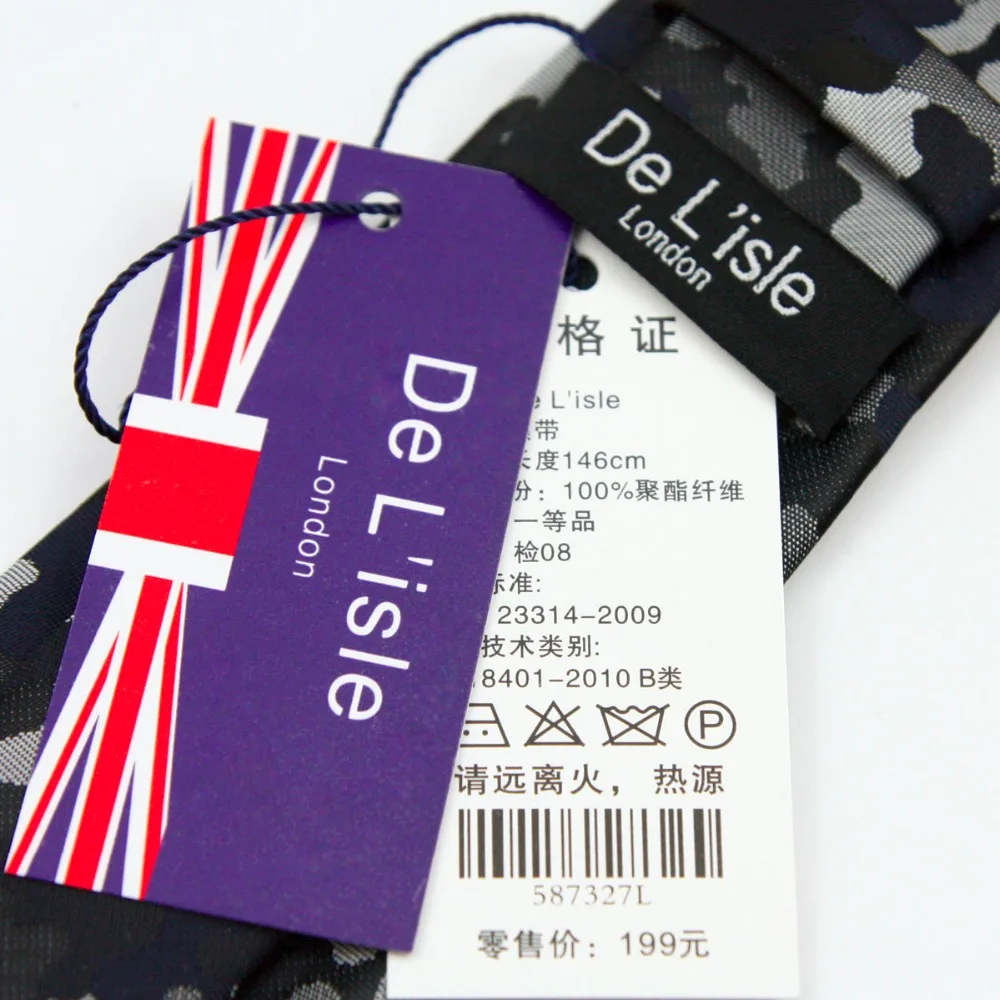 De L'isle
London
De L'isle
London
格证
e L'isle
带
长度146cm
份：100%聚酯纤维
一等品
检08
标准:
23314-2009
技术类别:
18401-2010 B类
P
请远离火，热源
587327L
零售价：199元